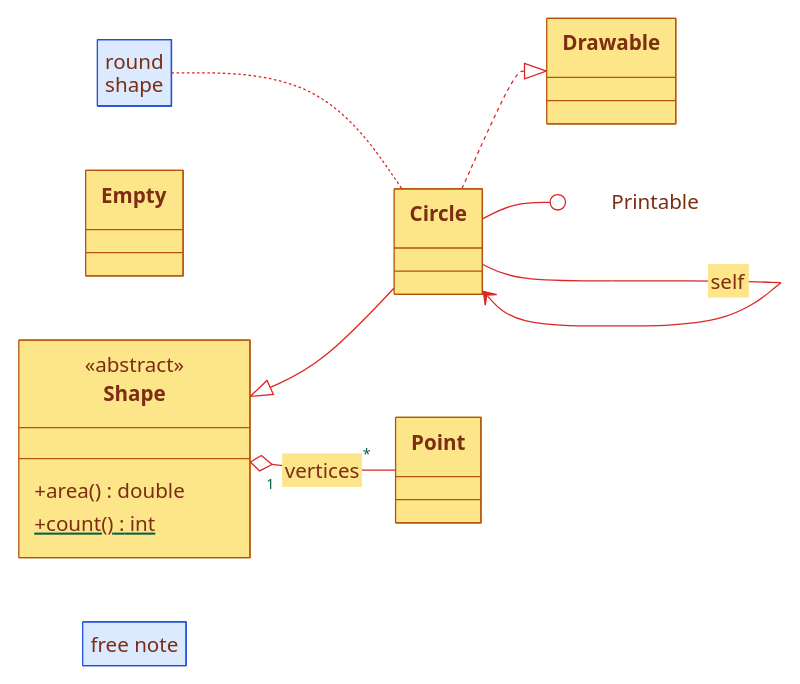 round
shape
Drawable
Empty
Circle
Printable
self
«abstract»
Shape
+area() : double
+count() : int
1
vertices
*
Point
free note